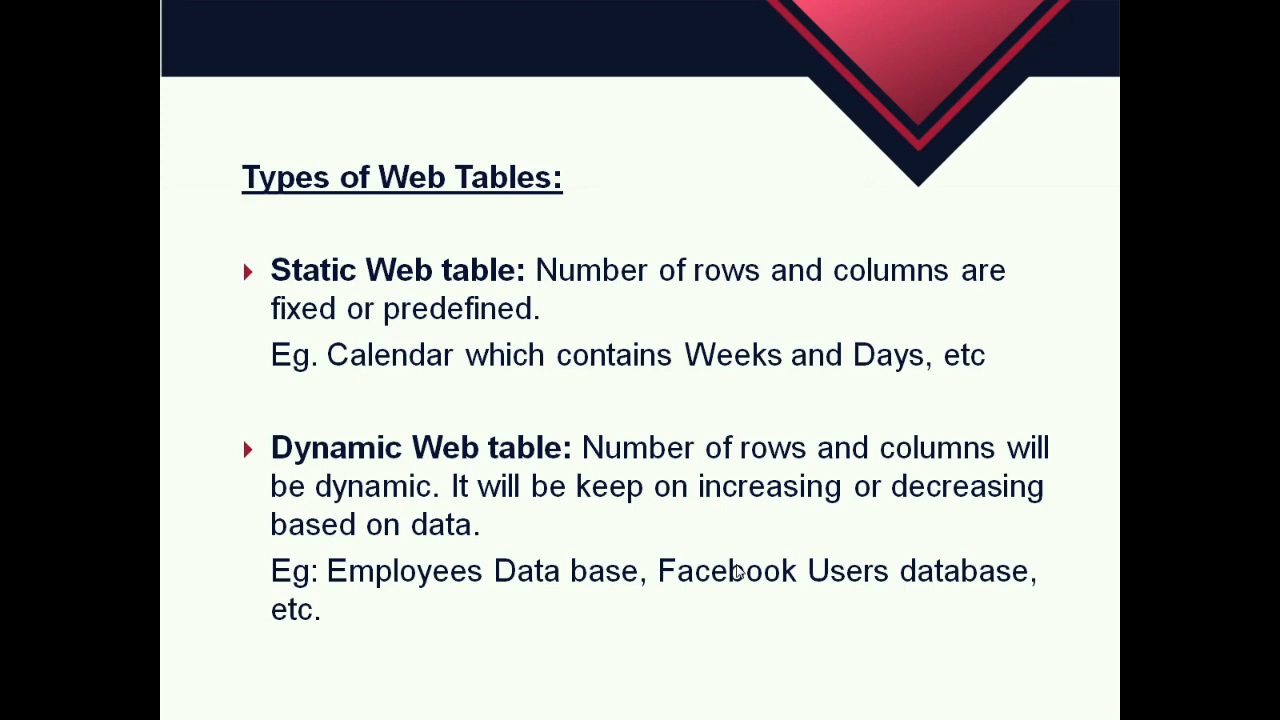 Types of Web Tables:
Static Web table: Number of rows and columns are
fixed or predefined.
Eg. Calendar which contains Weeks and Days, etc
Dynamic Web table: Number of rows and columns will
be dynamic. It will be keep on increasing or decreasing
based on data.
Eg: Employees Data base, Facebook Users database,
etc.